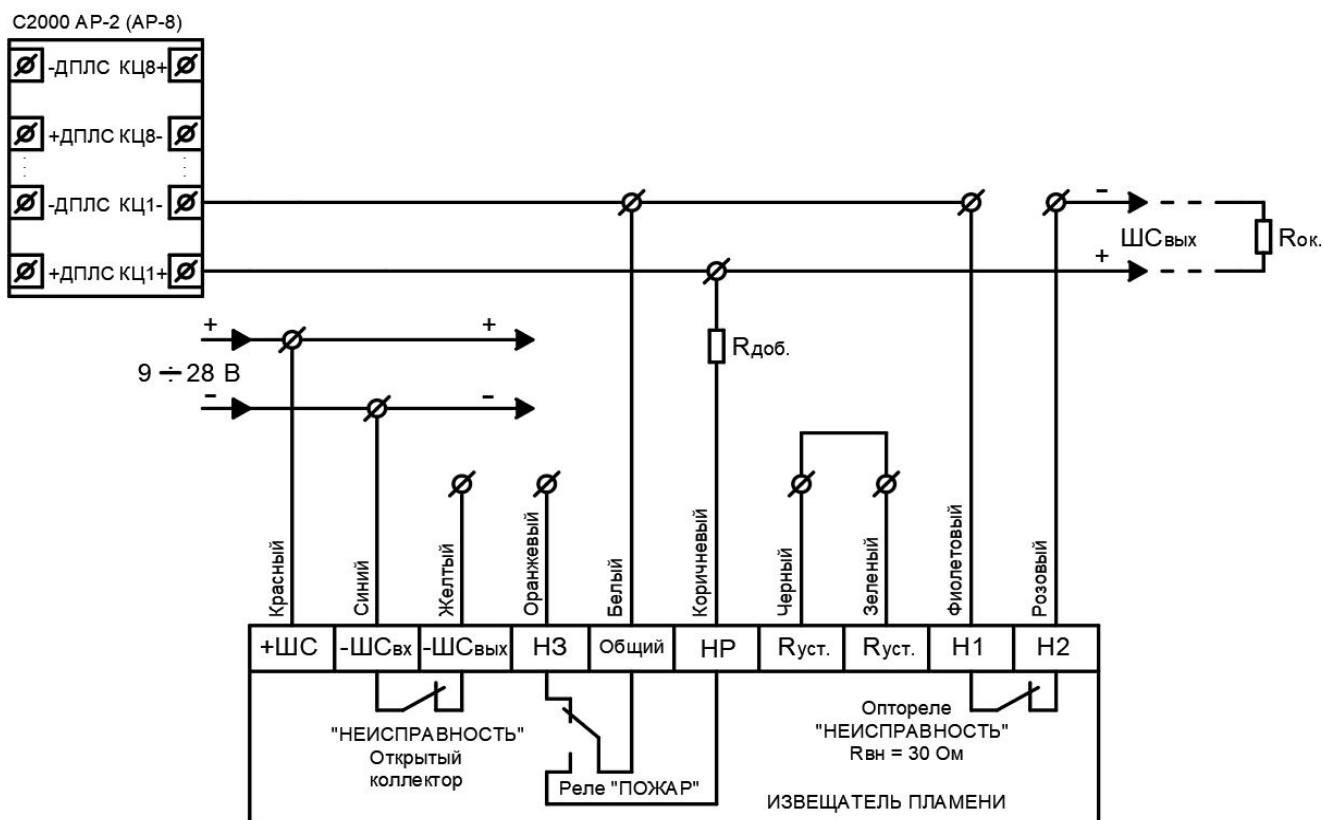 С2000 АР-2 (АР-8)
-ДПЛС КЦ8+
+ДПЛС КЦ8-
-ДПЛС КЦ1-
+ДПЛС КЦ1+
-
ШСвых
+
Rок.
+ +
9 ÷ 28 В
- -
Rдоб.
Красный
Синий
Желтый
Оранжевый
Белый
Коричневый
Черный
Зеленый
Фиолетовый
Розовый
+ШС -ШСвх -ШСвых НЗ Общий НР Rуст. Rуст. Н1 Н2
"НЕИСПРАВНОСТЬ"
Открытый
коллектор
Реле "ПОЖАР"
Оптореле
"НЕИСПРАВНОСТЬ"
Rвн = 30 Ом
ИЗВЕЩАТЕЛЬ ПЛАМЕНИ